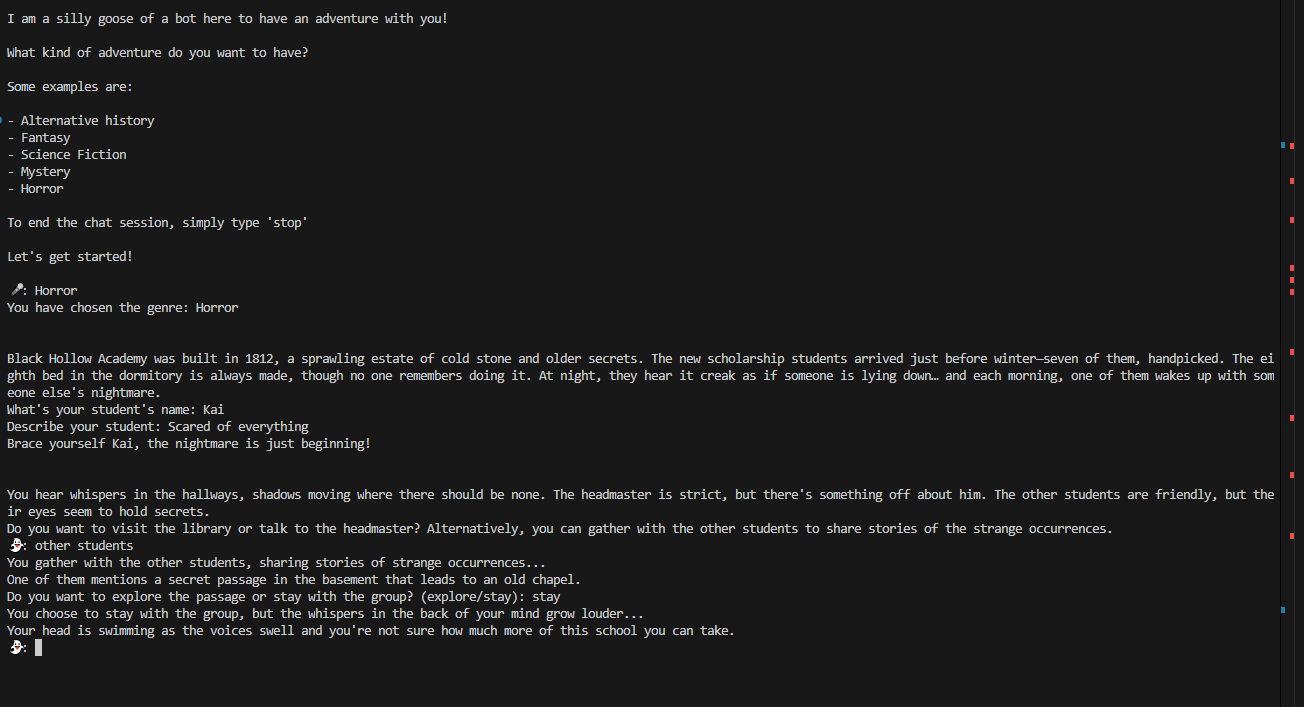 I am a silly goose of a bot here to have an adventure with you!
What kind of adventure do you want to have?
Some examples are:
- Alternative history
- Fantasy
- Science Fiction
- Mystery
- Horror
To end the chat session, simply type 'stop'
Let's get started!
🎤: Horror
You have chosen the genre: Horror
Black Hollow Academy was built in 1812, a sprawling estate of cold stone and older secrets. The new scholarship students arrived just before winter—seven of them, handpicked. The ei
ghth bed in the dormitory is always made, though no one remembers doing it. At night, they hear it creak as if someone is lying down… and each morning, one of them wakes up with som
eone else's nightmare.
What's your student's name: Kai
Describe your student: Scared of everything
Brace yourself Kai, the nightmare is just beginning!
You hear whispers in the hallways, shadows moving where there should be none. The headmaster is strict, but there's something off about him. The other students are friendly, but the
ir eyes seem to hold secrets.
Do you want to visit the library or talk to the headmaster? Alternatively, you can gather with the other students to share stories of the strange occurrences.
👻: other students
You gather with the other students, sharing stories of strange occurrences...
One of them mentions a secret passage in the basement that leads to an old chapel.
Do you want to explore the passage or stay with the group? (explore/stay): stay
You choose to stay with the group, but the whispers in the back of your mind grow louder...
Your head is swimming as the voices swell and you're not sure how much more of this school you can take.
👻: